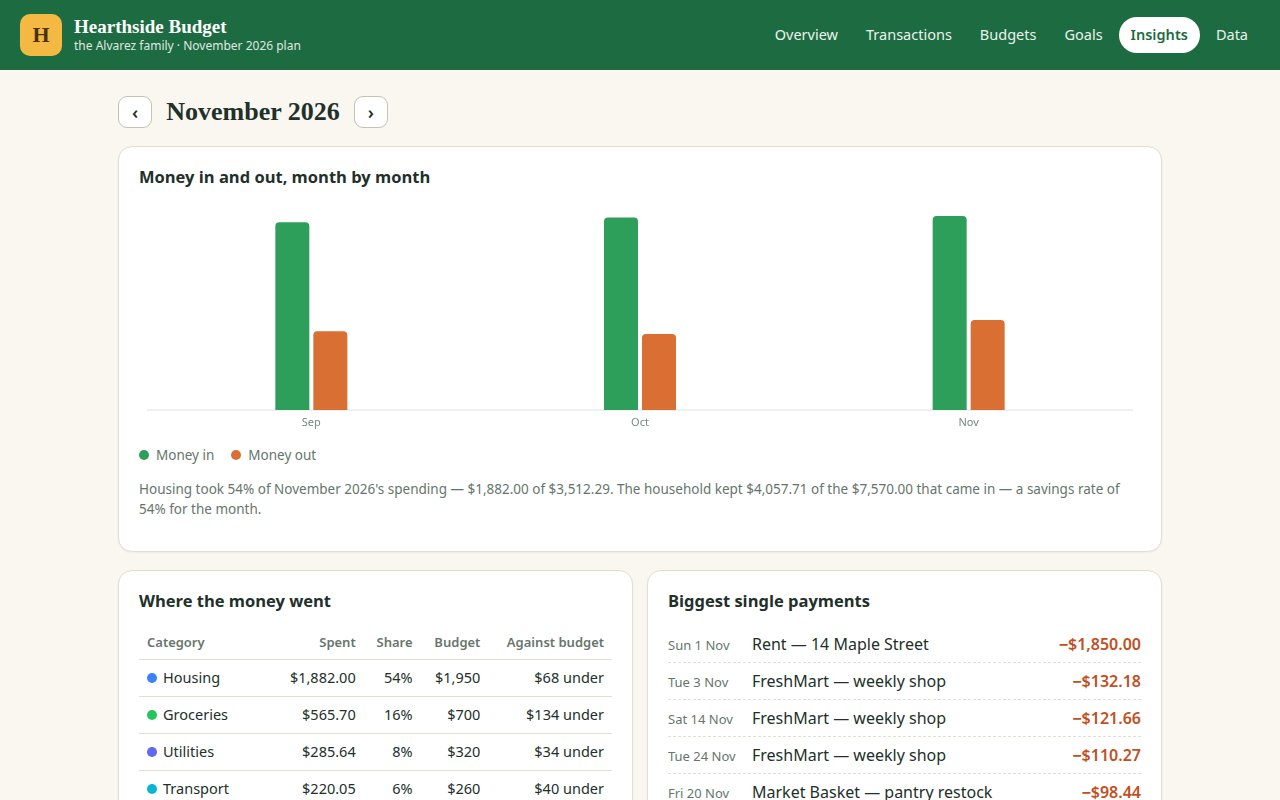 H
Hearthside Budget
the Alvarez family · November 2026 plan
Overview Transactions Budgets Goals Insights Data
‹ November 2026 ›
Money in and out, month by month
Sep Oct Nov
Money in Money out
Housing took 54% of November 2026's spending — $1,882.00 of $3,512.29. The household kept $4,057.71 of the $7,570.00 that came in — a savings rate of
54% for the month.
Where the money went
Category Spent Share Budget Against budget
Housing $1,882.00 54% $1,950 $68 under
Groceries $565.70 16% $700 $134 under
Utilities $285.64 8% $320 $34 under
Transport $220.05 6% $260 $40 under
Biggest single payments
Sun 1 Nov Rent — 14 Maple Street −$1,850.00
Tue 3 Nov FreshMart — weekly shop −$132.18
Sat 14 Nov FreshMart — weekly shop −$121.66
Tue 24 Nov FreshMart — weekly shop −$110.27
Fri 20 Nov Market Basket — pantry restock −$98.44